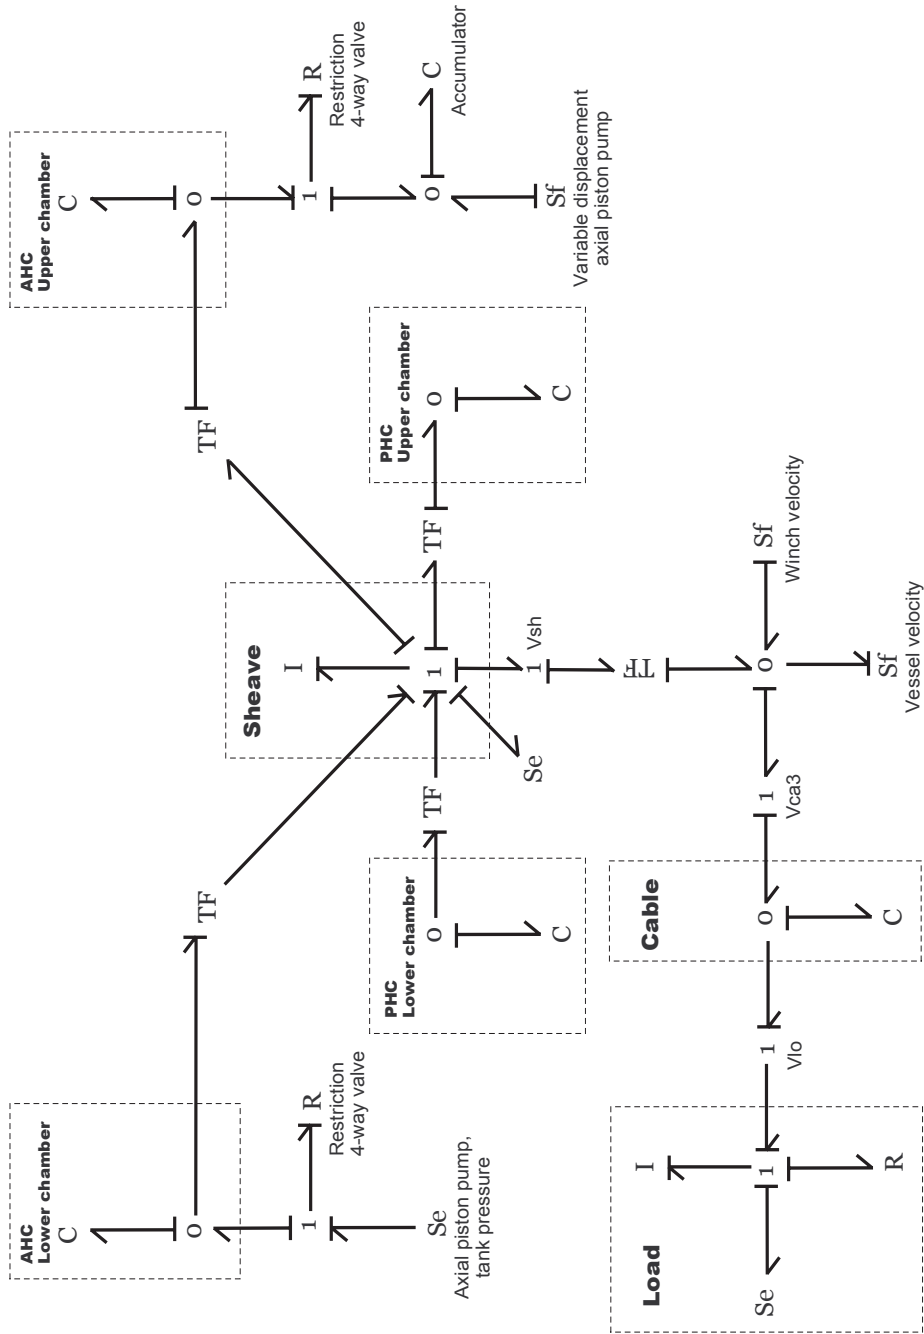 AHC
Lower chamber
AHC
Upper chamber
C
C
0
TF
TF
0
Sheave
I
1
R
Restriction
4-way valve
1
R
Restriction
4-way valve
PHC
Lower chamber
PHC
Upper chamber
Se
Axial piston pump,
tank pressure
0
TF
1
TF
0
0
C
Accumulator
Se
1
Vsh
C
C
Sf
Variable displacement
axial piston pump
TF
Load
I
Cable
Se
1
1
Vlo
0
1
Vca3
0
Sf
Winch velocity
R
C
Sf
Vessel velocity